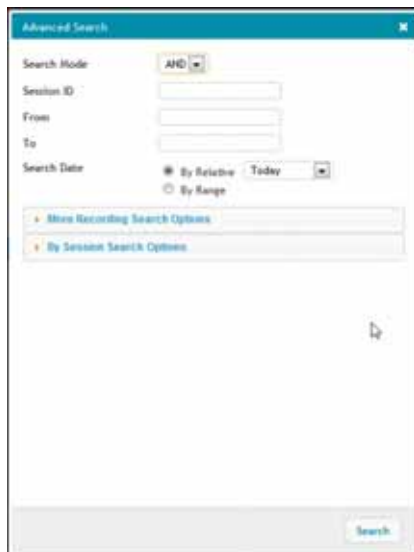 Advanced Search
Search Mode AND
Session ID
From
To
Search Date By Relative Today
By Range
More Recording Search Options
By Session Search Options
Search